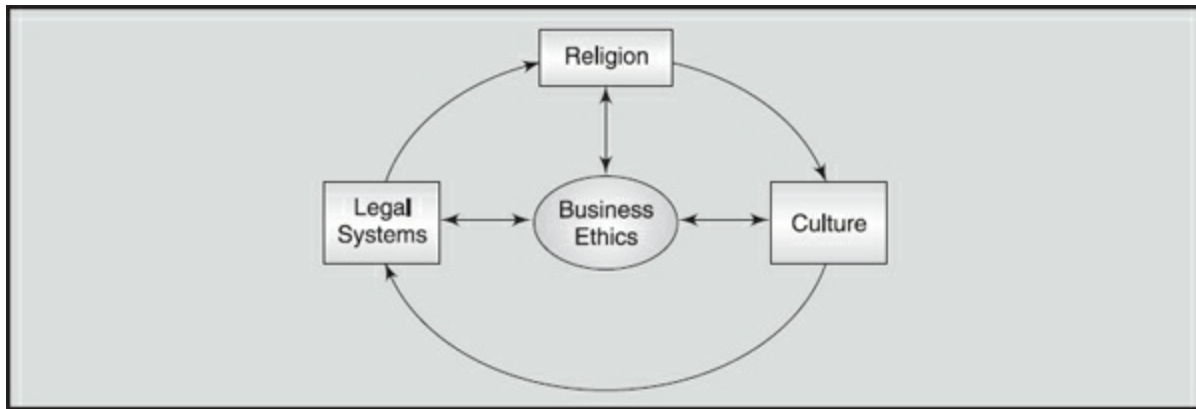 Religion
Legal
Systems
Business
Ethics
Culture